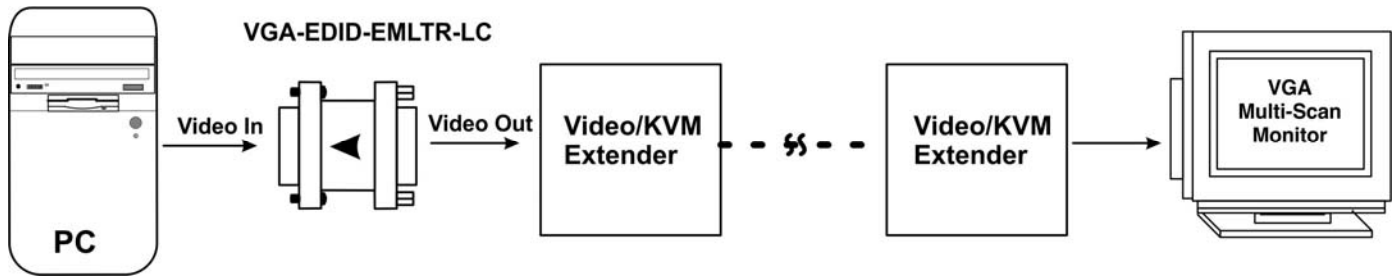 VGA-EDID-EMLTR-LC
PC
Video In
Video Out
Video/KVM
Extender
Video/KVM
Extender
VGA
Multi-Scan
Monitor